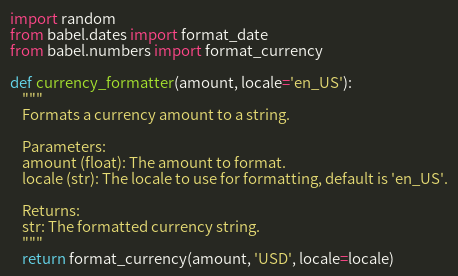 import random
from babel.dates import format_date
from babel.numbers import format_currency

def currency_formatter(amount, locale='en_US'):
    """
    Formats a currency amount to a string.

    Parameters:
    amount (float): The amount to format.
    locale (str): The locale to use for formatting, default is 'en_US'.

    Returns:
    str: The formatted currency string.
    """
    return format_currency(amount, 'USD', locale=locale)